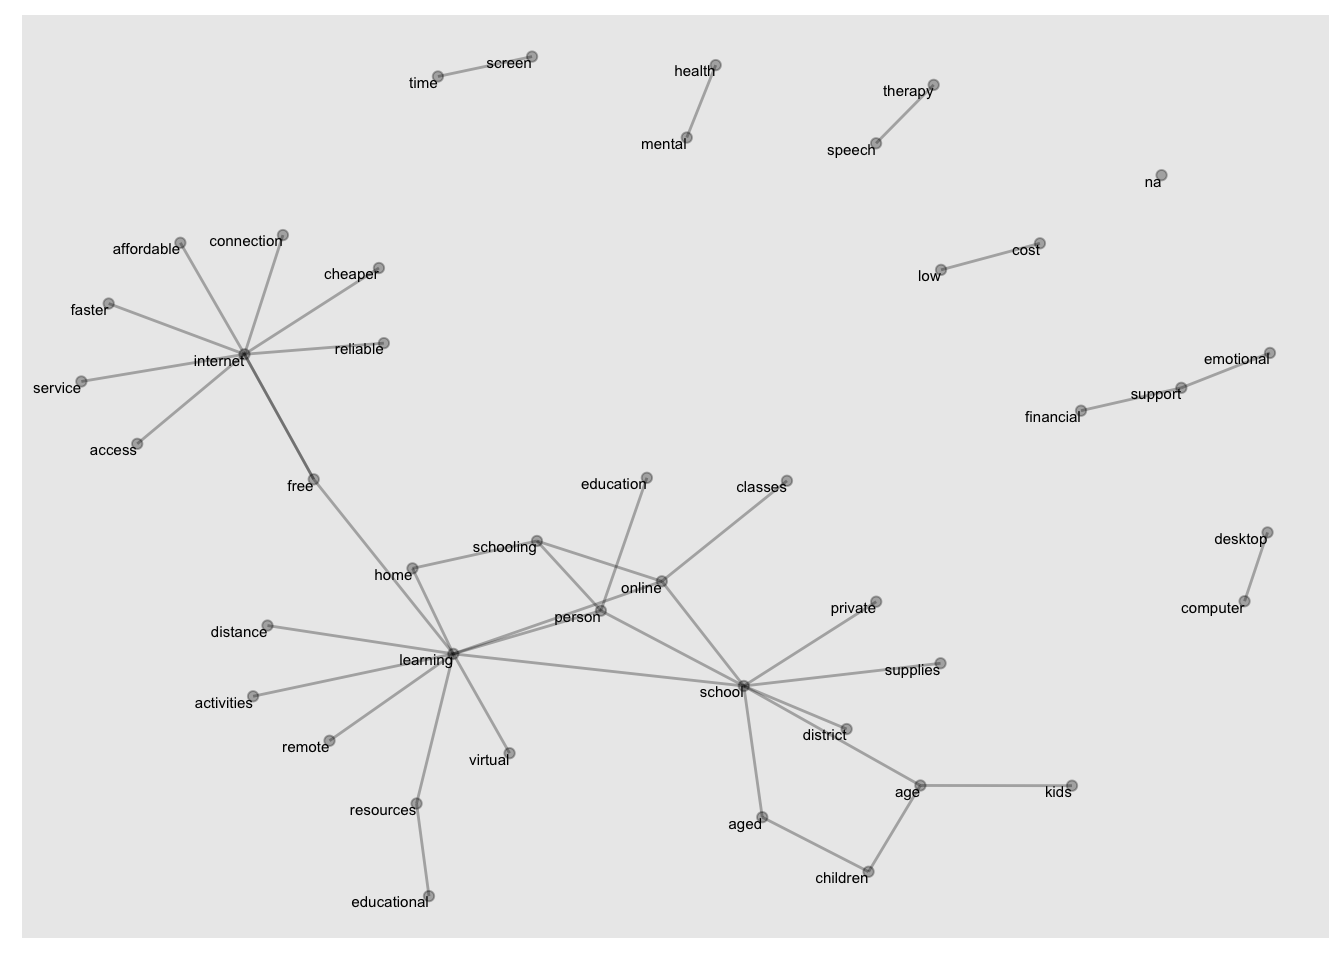 screen
time
health
mental
therapy
speech
na
affordable
connection
cheaper
cost
low
faster
internet
reliable
service
emotional
support
financial
access
free
education
classes
schooling
desktop
home
online
person
private
computer
distance
learning
supplies
activities
school
remote
virtual
district
resources
age
kids
aged
children
educational